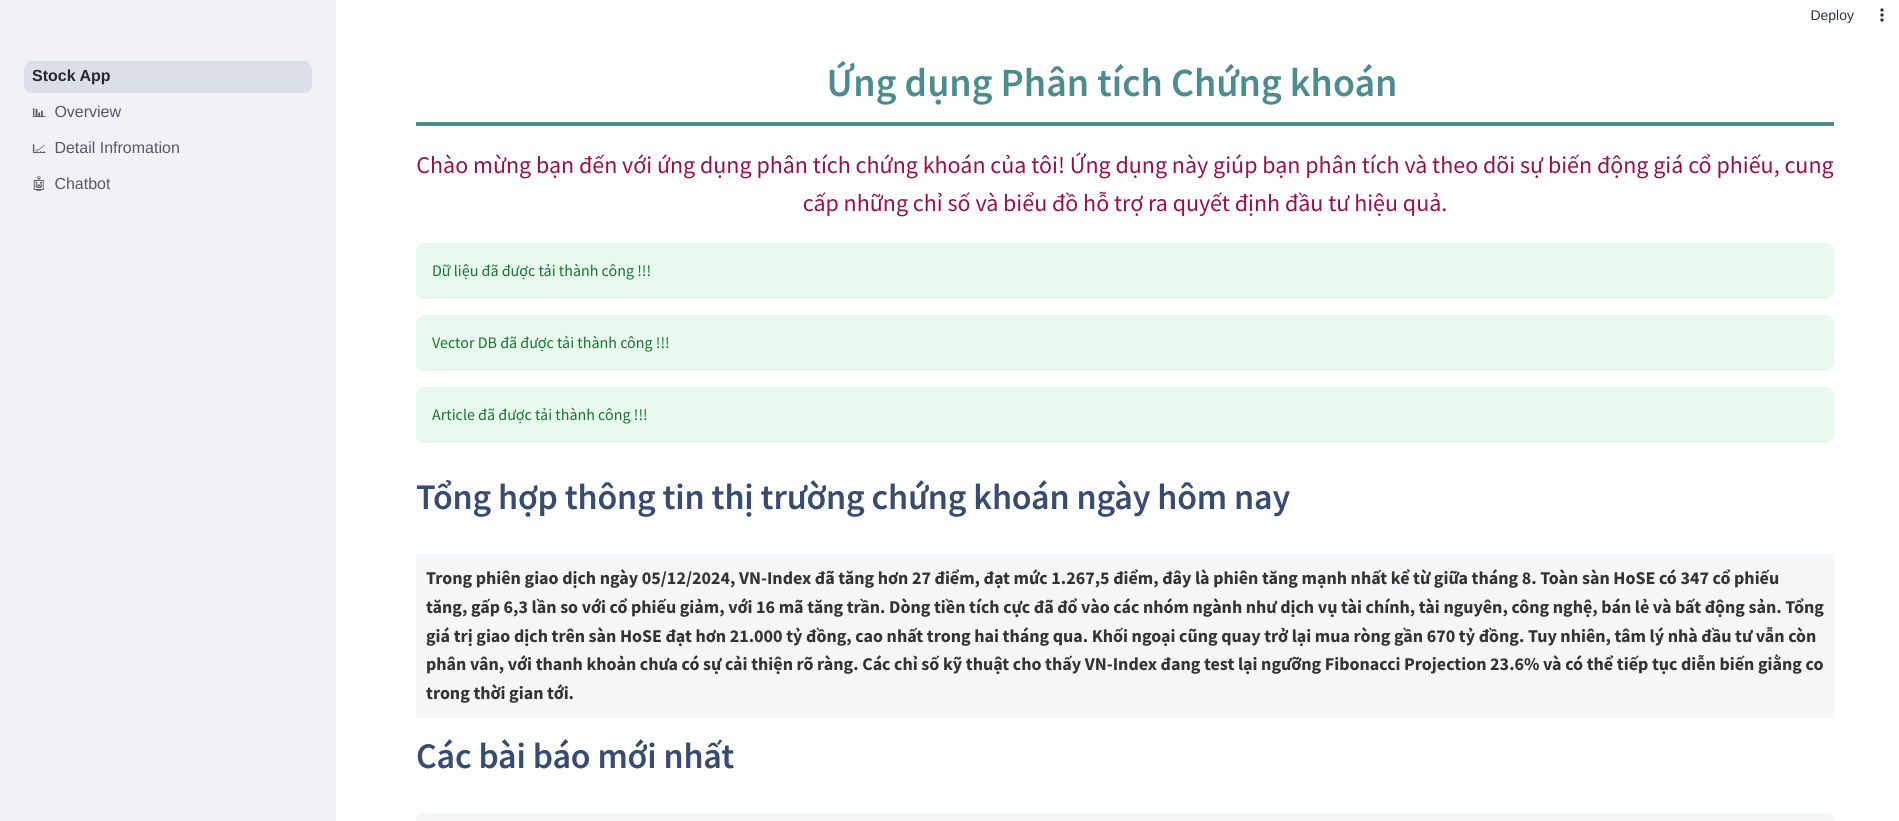 Deploy
Stock App
Overview
Detail Infromation
Chatbot
Ứng dụng Phân tích Chứng khoán
Chào mừng bạn đến với ứng dụng phân tích chứng khoán của tôi! Ứng dụng này giúp bạn phân tích và theo dõi sự biến động giá cổ phiếu, cung
cấp những chỉ số và biểu đồ hỗ trợ ra quyết định đầu tư hiệu quả.
Dữ liệu đã được tải thành công !!!
Vector DB đã được tải thành công !!!
Article đã được tải thành công !!!
Tổng hợp thông tin thị trường chứng khoán ngày hôm nay
Trong phiên giao dịch ngày 05/12/2024, VN-Index đã tăng hơn 27 điểm, đạt mức 1.267,5 điểm, đây là phiên tăng mạnh nhất kể từ giữa tháng 8. Toàn sàn HoSE có 347 cổ phiếu
tăng, gấp 6,3 lần so với cổ phiếu giảm, với 16 mã tăng trần. Dòng tiền tích cực đã đổ vào các nhóm ngành như dịch vụ tài chính, tài nguyên, công nghệ, bán lẻ và bất động sản. Tổng
giá trị giao dịch trên sàn HoSE đạt hơn 21.000 tỷ đồng, cao nhất trong hai tháng qua. Khối ngoại cũng quay trở lại mua ròng gần 670 tỷ đồng. Tuy nhiên, tâm lý nhà đầu tư vẫn còn
phân vân, với thanh khoản chưa có sự cải thiện rõ ràng. Các chỉ số kỹ thuật cho thấy VN-Index đang test lại ngưỡng Fibonacci Projection 23.6% và có thể tiếp tục diễn biến giằng co
trong thời gian tới.
Các bài báo mới nhất